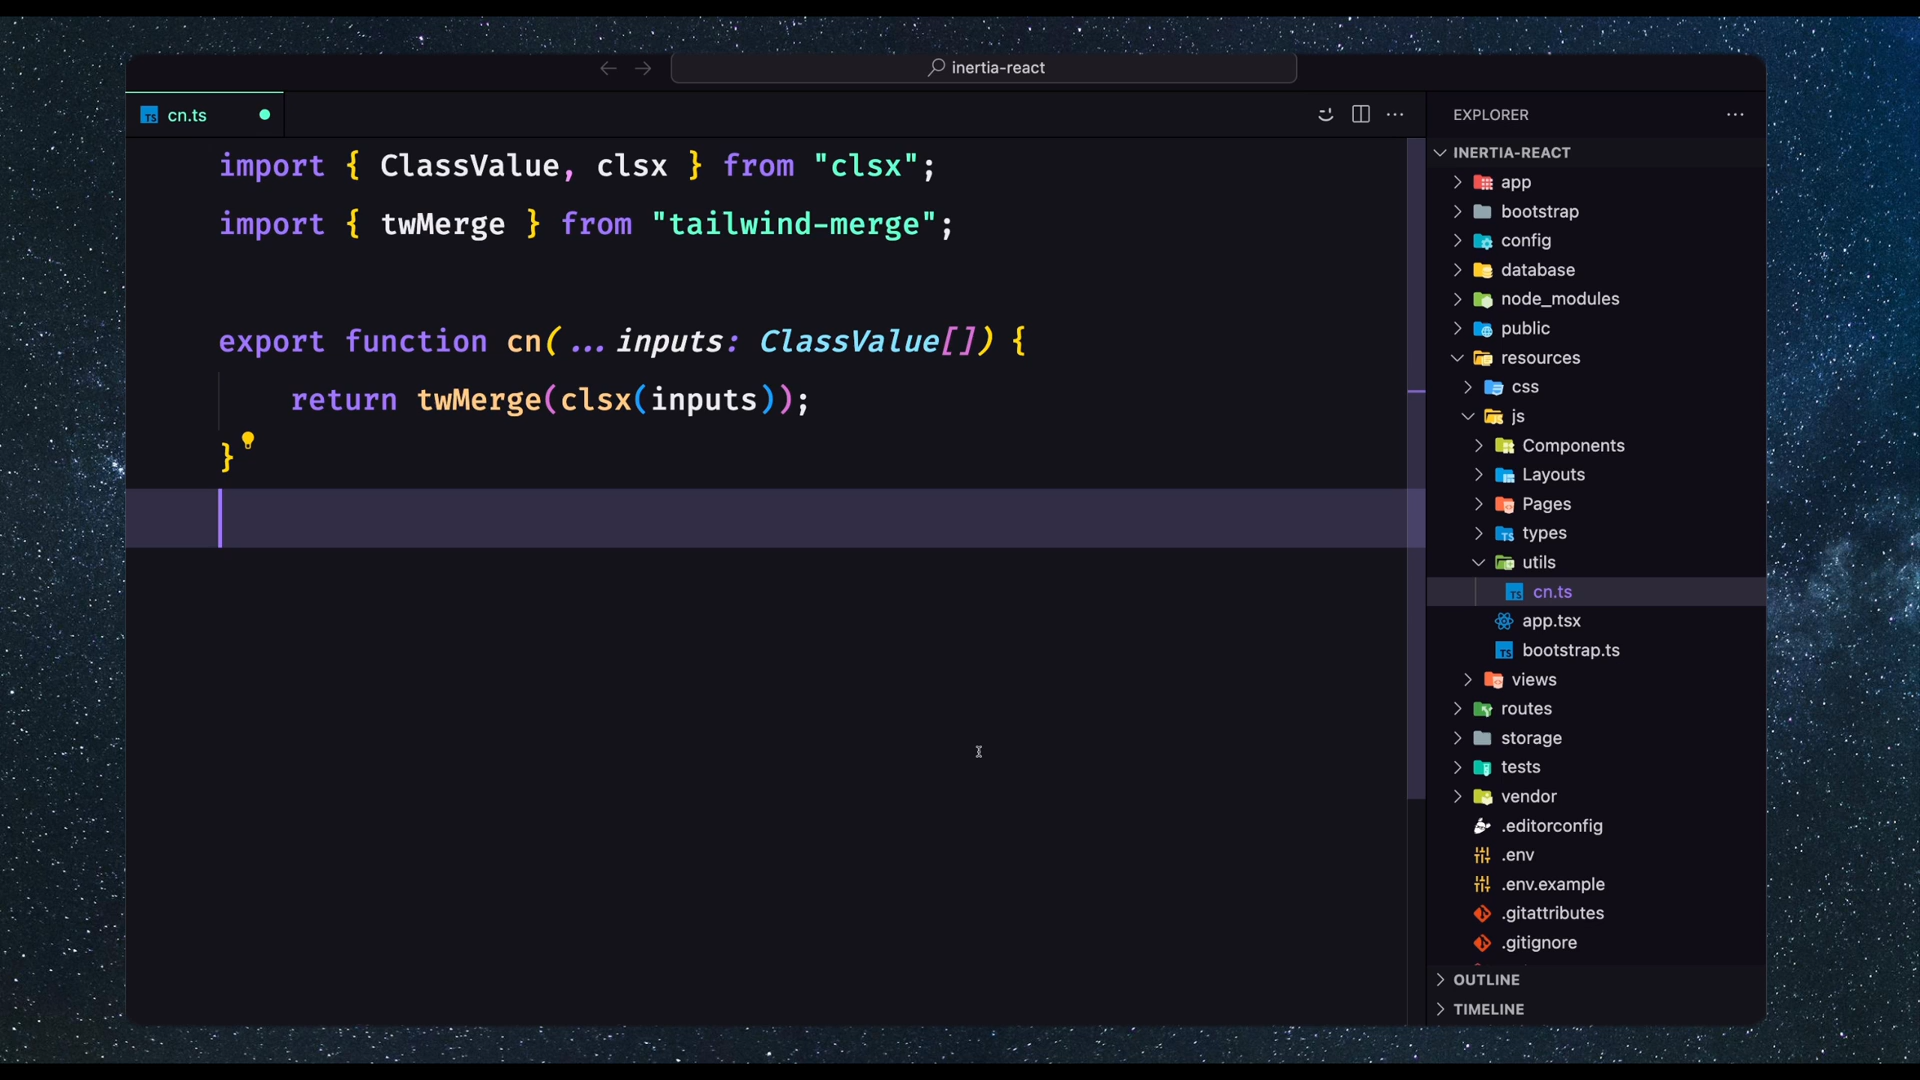 inertia-react
cn.ts
import { ClassValue, clsx } from "clsx";
import { twMerge } from "tailwind-merge";
export function cn(...inputs: ClassValue[]) {
return twMerge(clsx(inputs));
}
EXPLORER
INERTIA-REACT
app
bootstrap
config
database
node_modules
public
resources
css
js
Components
Layouts
Pages
types
utils
cn.ts
app.tsx
bootstrap.ts
views
routes
storage
tests
vendor
.editorconfig
.env
.env.example
.gitattributes
.gitignore
OUTLINE
TIMELINE